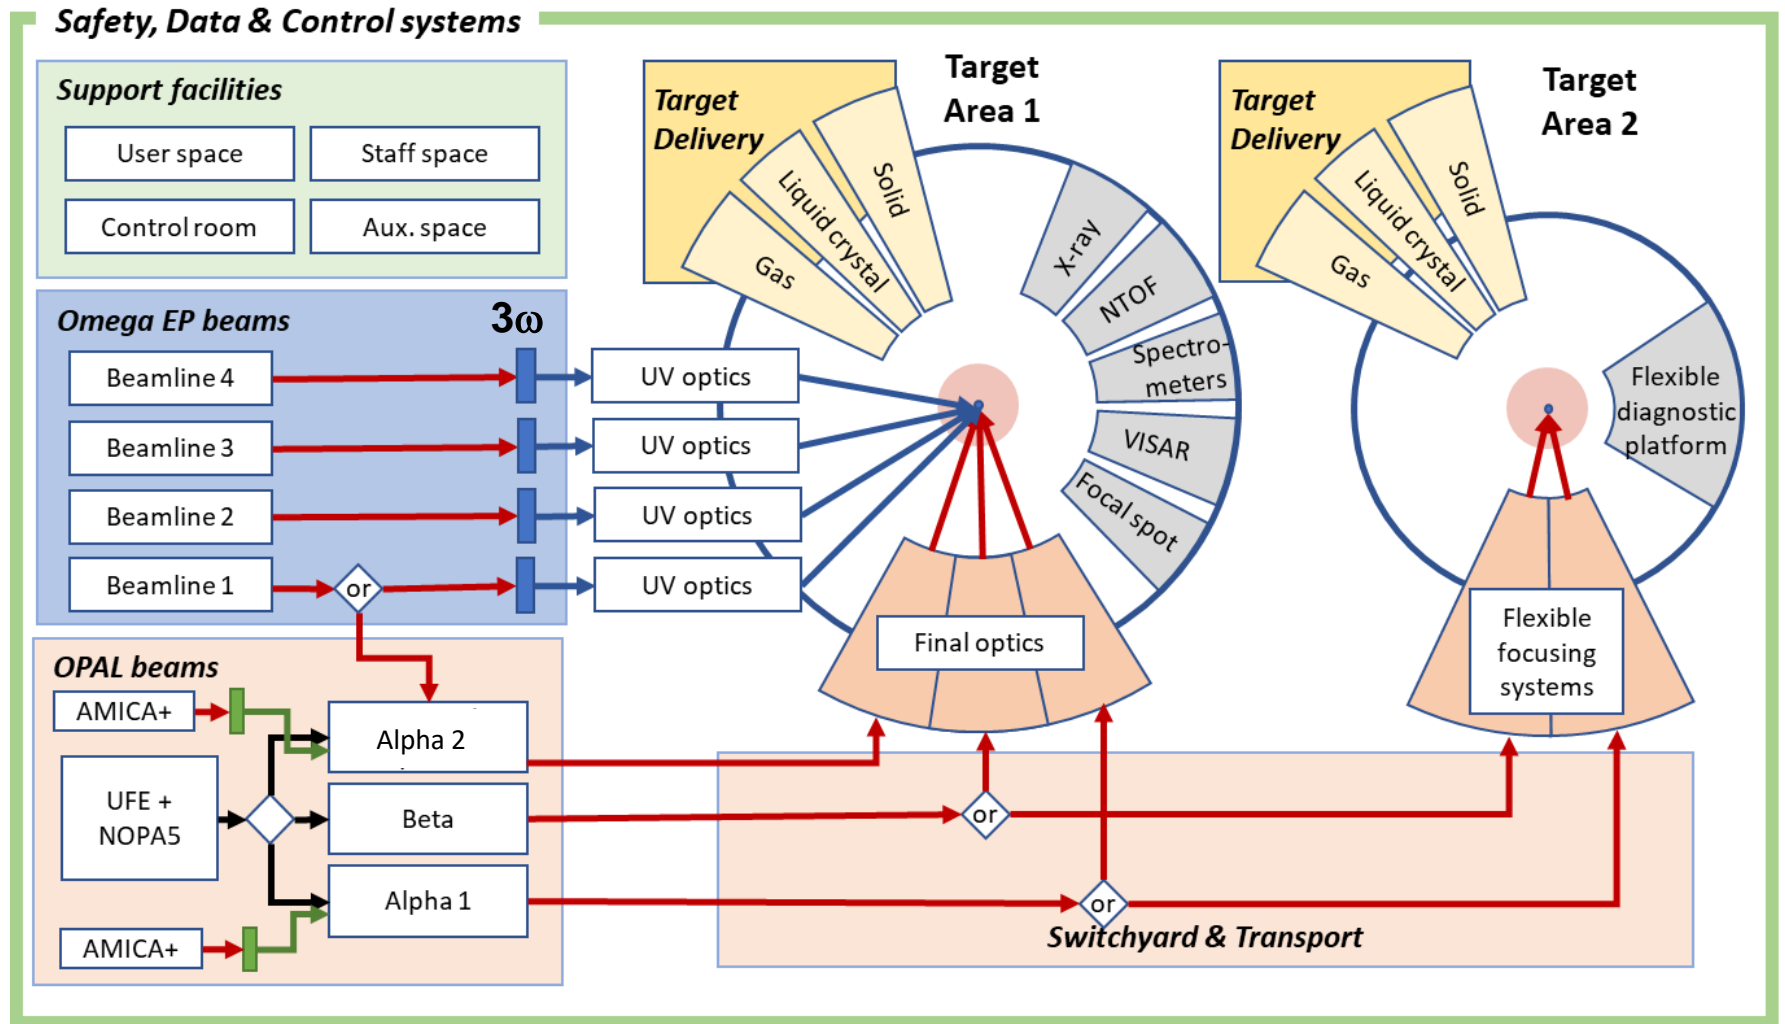 Safety, Data & Control systems
Support facilities
User space
Staff space
Control room
Aux. space
Omega EP beams
3ω
Beamline 4
UV optics
Beamline 3
UV optics
Beamline 2
UV optics
Beamline 1
or
UV optics
OPAL beams
AMICA+
Alpha 2
UFE +
NOPA5
Beta
Alpha 1
AMICA+
Target
Delivery
Gas
Liquid crystal
Solid
Target
Area 1
X-ray
NTOF
Spectro-
meters
VISAR
Focal spot
Final optics
Target
Delivery
Gas
Liquid crystal
Solid
Target
Area 2
Flexible
diagnostic
platform
Flexible
focusing
systems
or
or
Switchyard & Transport